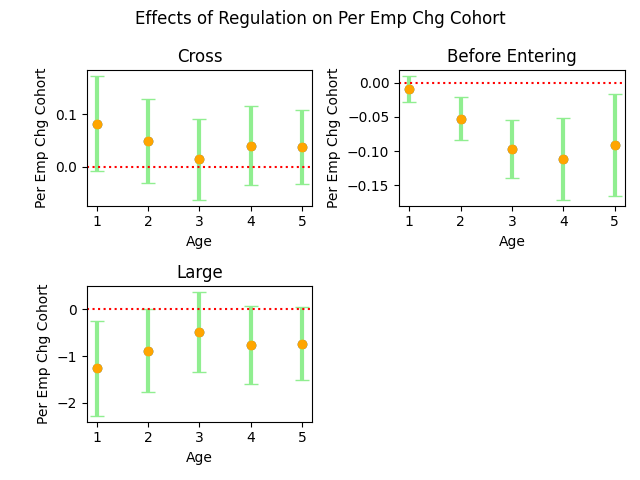 Effects of Regulation on Per Emp Chg Cohort
Cross
Per Emp Chg Cohort
0.1
0.0
1 2 3 4 5
Age
Before Entering
Per Emp Chg Cohort
0.00
−0.05
−0.10
−0.15
1 2 3 4 5
Age
Large
Per Emp Chg Cohort
0
−1
−2
1 2 3 4 5
Age